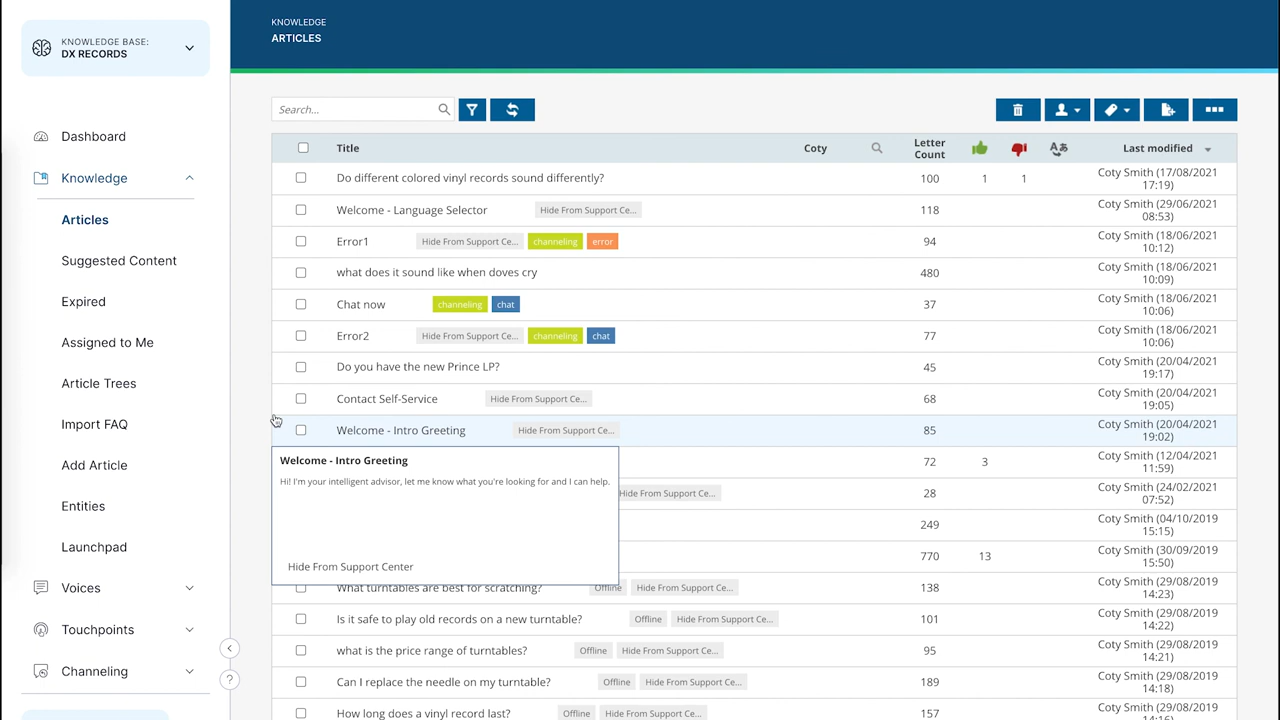 KNOWLEDGE BASE:
DX RECORDS
Dashboard
Knowledge
Articles
Suggested Content
Expired
Assigned to Me
Article Trees
Import FAQ
Add Article
Entities
Launchpad
Voices
Touchpoints
Channeling
?
KNOWLEDGE
ARTICLES
Search...
Title Coty Letter Count Last modified
Do different colored vinyl records sound differently? 100 1 1 Coty Smith (17/08/2021 17:19)
Welcome - Language Selector Hide From Support Ce... 118 Coty Smith (29/06/2021 08:53)
Error1 Hide From Support Ce... channeling error 94 Coty Smith (18/06/2021 10:12)
what does it sound like when doves cry 480 Coty Smith (18/06/2021 10:09)
Chat now channeling chat 37 Coty Smith (18/06/2021 10:06)
Error2 Hide From Support Ce... channeling chat 77 Coty Smith (18/06/2021 10:06)
Do you have the new Prince LP? 45 Coty Smith (20/04/2021 19:17)
Contact Self-Service Hide From Support Ce... 68 Coty Smith (20/04/2021 19:05)
Welcome - Intro Greeting Hide From Support Ce... 85 Coty Smith (20/04/2021 19:02)
Welcome - Intro Greeting
Hi! I'm your intelligent advisor, let me know what you're looking for and I can help.
Hide From Support Center
72 3 Coty Smith (12/04/2021 11:59)
Hide From Support Ce... 28 Coty Smith (24/02/2021 07:52)
249 Coty Smith (04/10/2019 15:15)
770 13 Coty Smith (30/09/2019 15:50)
What turntables are best for scratching? Offline Hide From Support Ce... 138 Coty Smith (29/08/2019 14:23)
Is it safe to play old records on a new turntable? Offline Hide From Support Ce... 101 Coty Smith (29/08/2019 14:22)
what is the price range of turntables? Offline Hide From Support Ce... 95 Coty Smith (29/08/2019 14:21)
Can I replace the needle on my turntable? Offline Hide From Support Ce... 189 Coty Smith (29/08/2019 14:18)
How long does a vinyl record last? Offline Hide From Support Ce... 157 Coty Smith (29/08/2019 14:16)